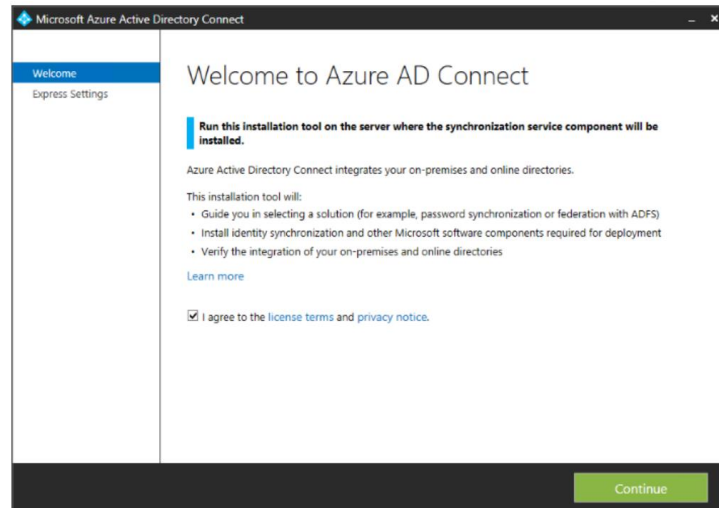 Microsoft Azure Active Directory Connect
Welcome
Express Settings
Welcome to Azure AD Connect
Run this installation tool on the server where the synchronization service component will be
installed.
Azure Active Directory Connect integrates your on-premises and online directories.
This installation tool will:
• Guide you in selecting a solution (for example, password synchronization or federation with ADFS)
• Install identity synchronization and other Microsoft software components required for deployment
• Verify the integration of your on-premises and online directories
Learn more
I agree to the license terms and privacy notice.
Continue